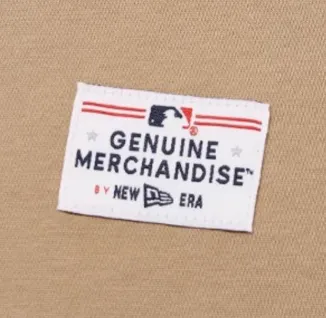 ®
GENUINE
MERCHANDISE™
BY NEW ERA